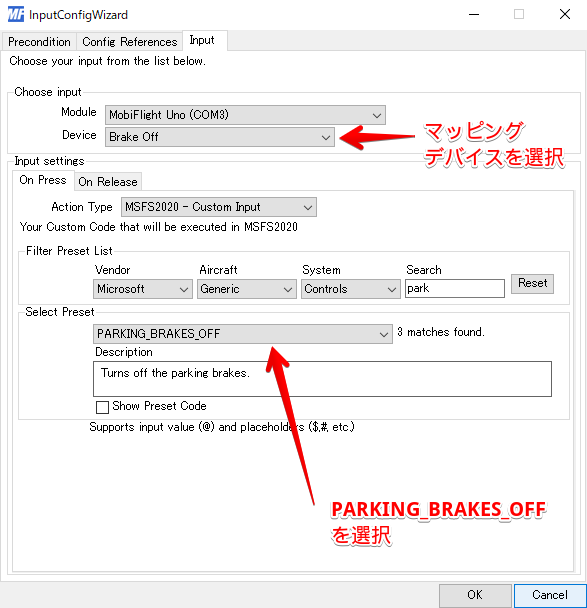 MF InputConfigWizard
Precondition Config References Input
Choose your input from the list below.
Choose input
Module MobiFlight Uno (COM3)
Device Brake Off
マッピング
デバイスを選択
Input settings
On Press On Release
Action Type MSFS2020 - Custom Input
Your Custom Code that will be executed in MSFS2020
Filter Preset List
Vendor Aircraft System Search
Microsoft Generic Controls park Reset
Select Preset
PARKING_BRAKES_OFF 3 matches found.
Description
Turns off the parking brakes.
Show Preset Code
Supports input value (@) and placeholders ($,#, etc.)
PARKING_BRAKES_OFF
を選択
OK Cancel